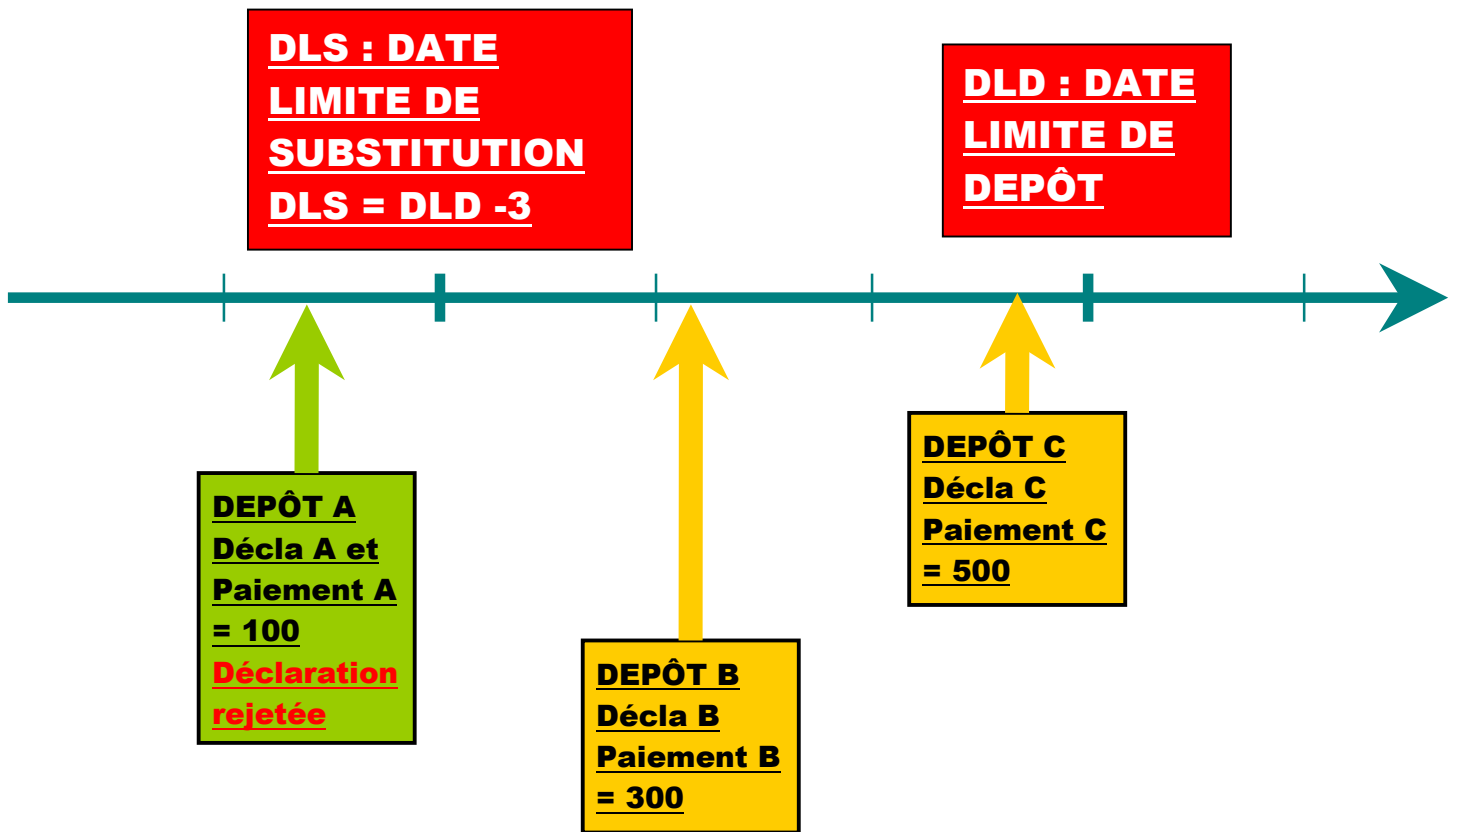 DLS : DATE
LIMITE DE
SUBSTITUTION
DLS = DLD -3
DLD : DATE
LIMITE DE
DEPÔT
DEPÔT A
Décla A et
Paiement A
= 100
Déclaration
rejetée
DEPÔT B
Décla B
Paiement B
= 300
DEPÔT C
Décla C
Paiement C
= 500